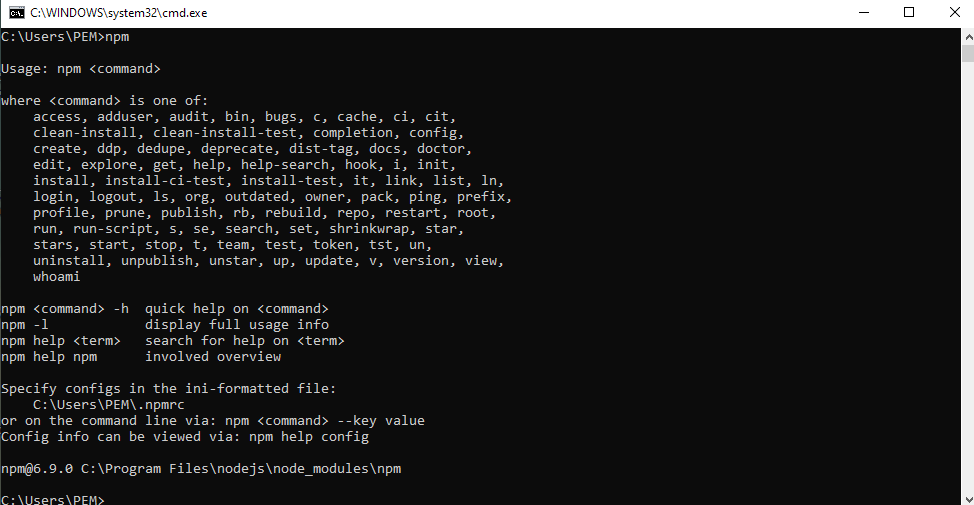 C:\WINDOWS\system32\cmd.exe
C:\Users\PEM>npm
Usage: npm <command>
where <command> is one of:
    access, adduser, audit, bin, bugs, c, cache, ci, cit,
    clean-install, clean-install-test, completion, config,
    create, ddp, dedupe, deprecate, dist-tag, docs, doctor,
    edit, explore, get, help, help-search, hook, i, init,
    install, install-ci-test, install-test, it, link, list, ln,
    login, logout, ls, org, outdated, owner, pack, ping, prefix,
    profile, prune, publish, rb, rebuild, repo, restart, root,
    run, run-script, s, se, search, set, shrinkwrap, star,
    stars, start, stop, t, team, test, token, tst, un,
    uninstall, unpublish, unstar, up, update, v, version, view,
    whoami
npm <command> -h  quick help on <command>
npm -l            display full usage info
npm help <term>   search for help on <term>
npm help npm      involved overview
Specify configs in the ini-formatted file:
    C:\Users\PEM\.npmrc
or on the command line via: npm <command> --key value
Config info can be viewed via: npm help config
npm@6.9.0 C:\Program Files\nodejs\node_modules\npm
C:\Users\PEM>